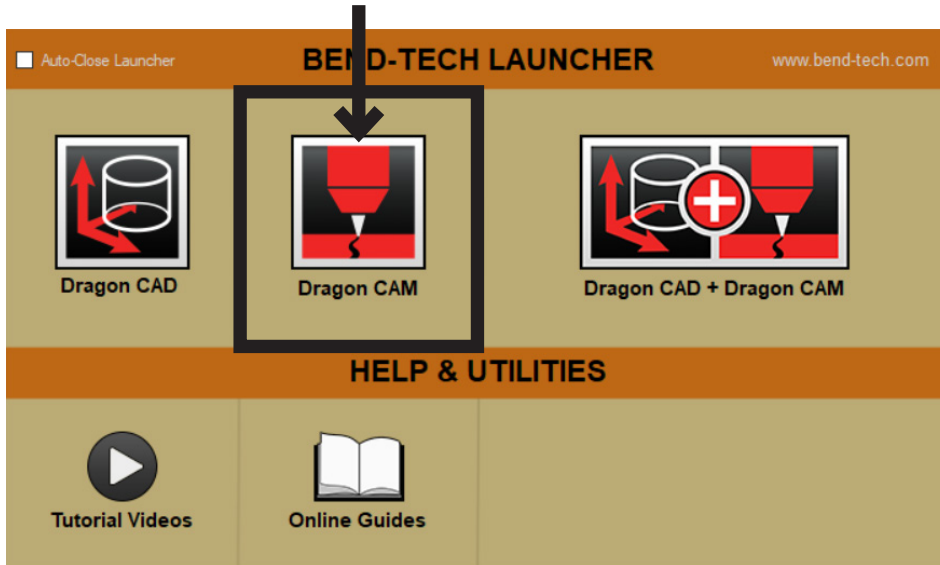 Auto-Close Launcher
BEND-TECH LAUNCHER
www.bend-tech.com
Dragon CAD
Dragon CAM
Dragon CAD + Dragon CAM
HELP & UTILITIES
Tutorial Videos
Online Guides